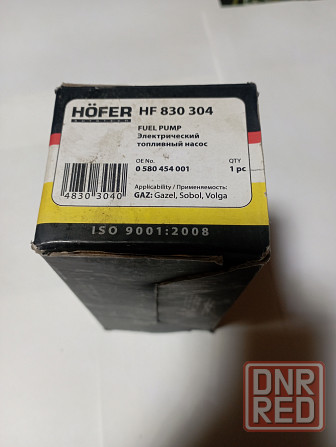 HÖFER
AUTOTECH
HF 830 304
FUEL PUMP
Электрический
топливный насос
OE No.
QTY
0 580 454 001
1 pc
Applicability / Применяемость:
GAZ: Gazel, Sobol, Volga
4830 3040
ISO 9001:2008
DNR
RED